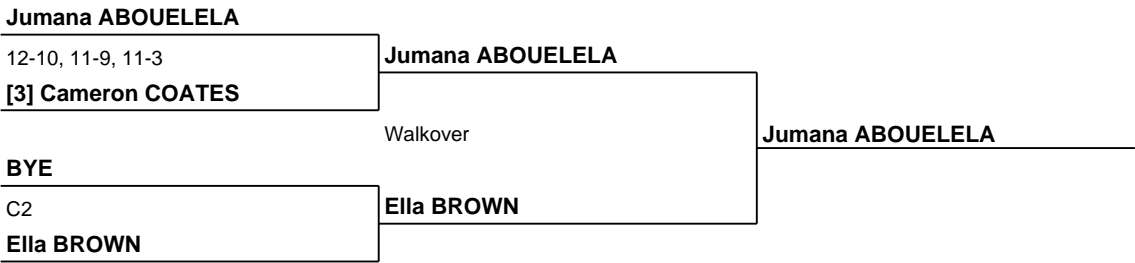 Jumana ABOUELELA
12-10, 11-9, 11-3
Jumana ABOUELELA
[3] Cameron COATES
Walkover
Jumana ABOUELELA
BYE
C2
Ella BROWN
Ella BROWN